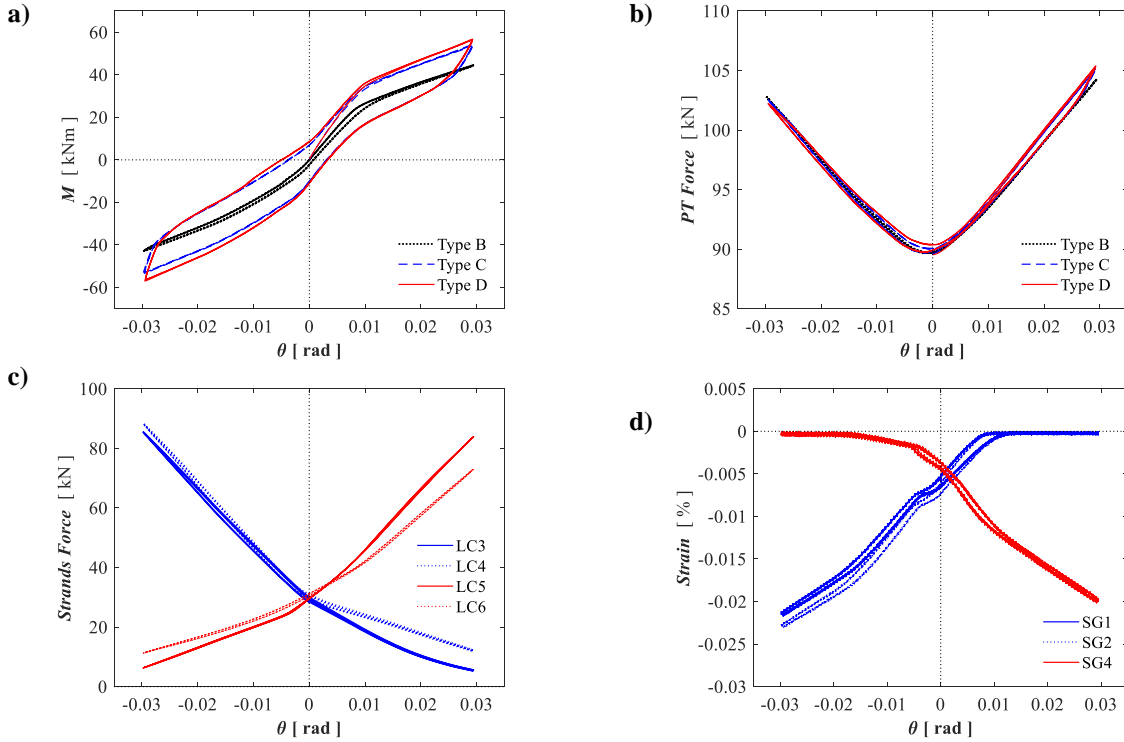 a)
60
40
20
0
-20
-40
-60
M [ kNm ]
Type B
Type C
Type D
-0.03 -0.02 -0.01 0 0.01 0.02 0.03
θ [ rad ]
b)
110
105
100
95
90
85
PT Force [ kN ]
Type B
Type C
Type D
-0.03 -0.02 -0.01 0 0.01 0.02 0.03
θ [ rad ]
c)
100
80
60
40
20
0
Strands Force [ kN ]
LC3
LC4
LC5
LC6
-0.03 -0.02 -0.01 0 0.01 0.02 0.03
θ [ rad ]
d)
0.005
0
-0.005
-0.01
-0.015
-0.02
-0.025
-0.03
Strain [ % ]
SG1
SG2
SG4
-0.03 -0.02 -0.01 0 0.01 0.02 0.03
θ [ rad ]